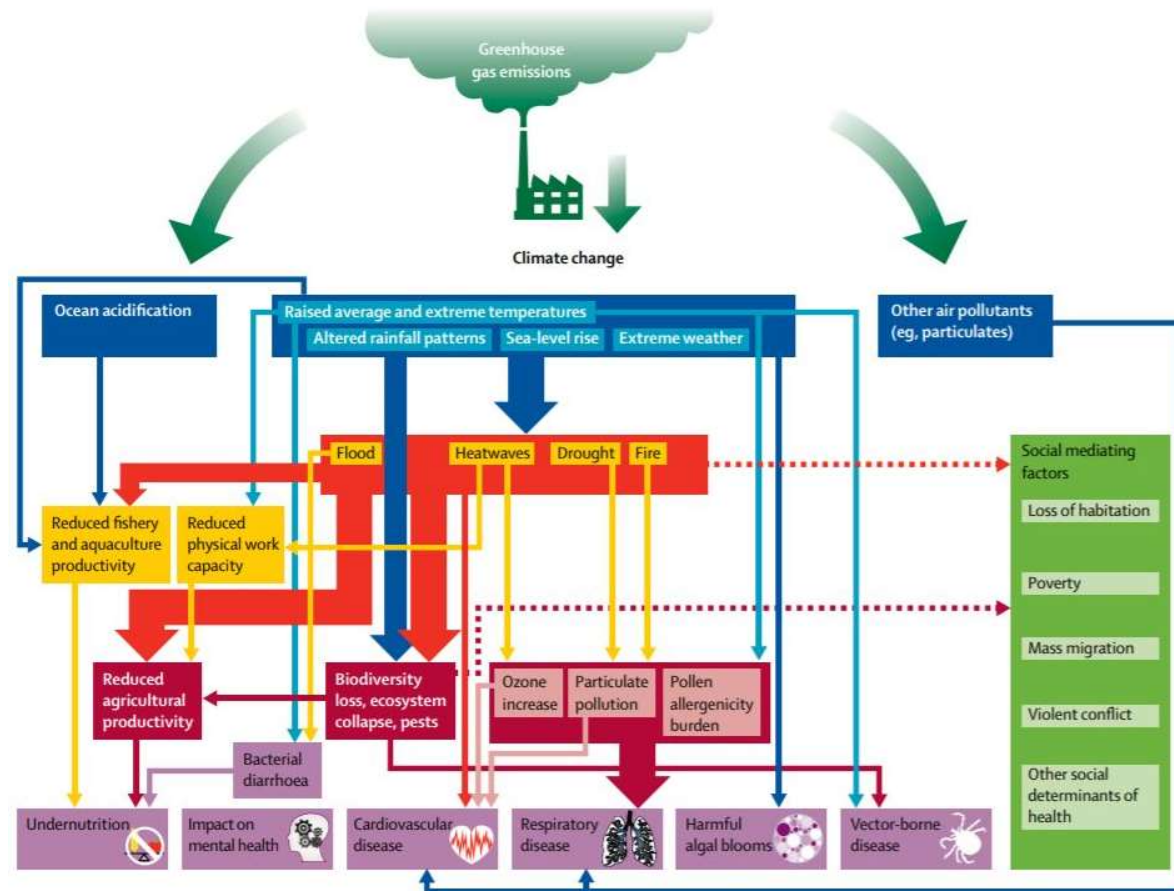 Greenhouse
gas emissions
Climate change
Ocean acidification
Raised average and extreme temperatures
Altered rainfall patterns
Sea-level rise
Extreme weather
Other air pollutants
(eg, particulates)
Flood
Heatwaves
Drought
Fire
Social mediating
factors
Loss of habitation
Poverty
Mass migration
Violent conflict
Other social
determinants of
health
Reduced fishery
and aquaculture
productivity
Reduced
physical work
capacity
Reduced
agricultural
productivity
Biodiversity
loss, ecosystem
collapse, pests
Ozone
increase
Particulate
pollution
Pollen
allergenicity
burden
Bacterial
diarrhoea
Undernutrition
Impact on
mental health
Cardiovascular
disease
Respiratory
disease
Harmful
algal blooms
Vector-borne
disease